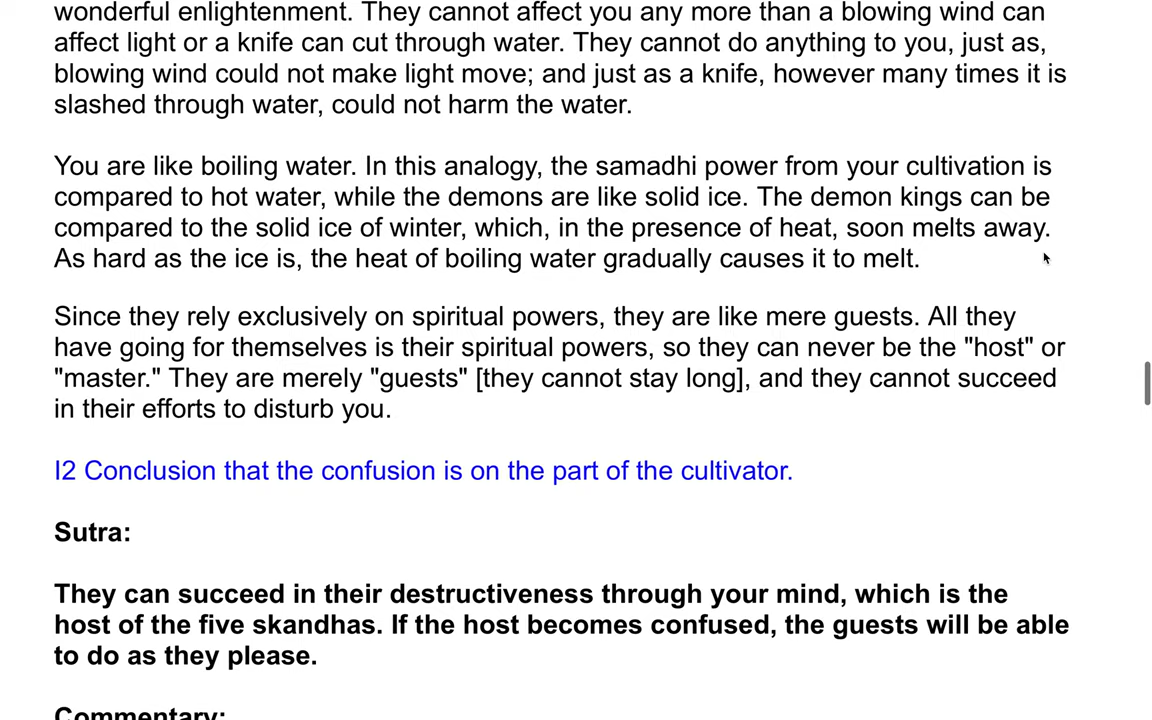 wonderful enlightenment. They cannot affect you any more than a blowing wind can
affect light or a knife can cut through water. They cannot do anything to you, just as,
blowing wind could not make light move; and just as a knife, however many times it is
slashed through water, could not harm the water.
You are like boiling water. In this analogy, the samadhi power from your cultivation is
compared to hot water, while the demons are like solid ice. The demon kings can be
compared to the solid ice of winter, which, in the presence of heat, soon melts away.
As hard as the ice is, the heat of boiling water gradually causes it to melt.
Since they rely exclusively on spiritual powers, they are like mere guests. All they
have going for themselves is their spiritual powers, so they can never be the "host" or
"master." They are merely "guests" [they cannot stay long], and they cannot succeed
in their efforts to disturb you.
I2 Conclusion that the confusion is on the part of the cultivator.
Sutra:
They can succeed in their destructiveness through your mind, which is the
host of the five skandhas. If the host becomes confused, the guests will be able
to do as they please.
Commentary: